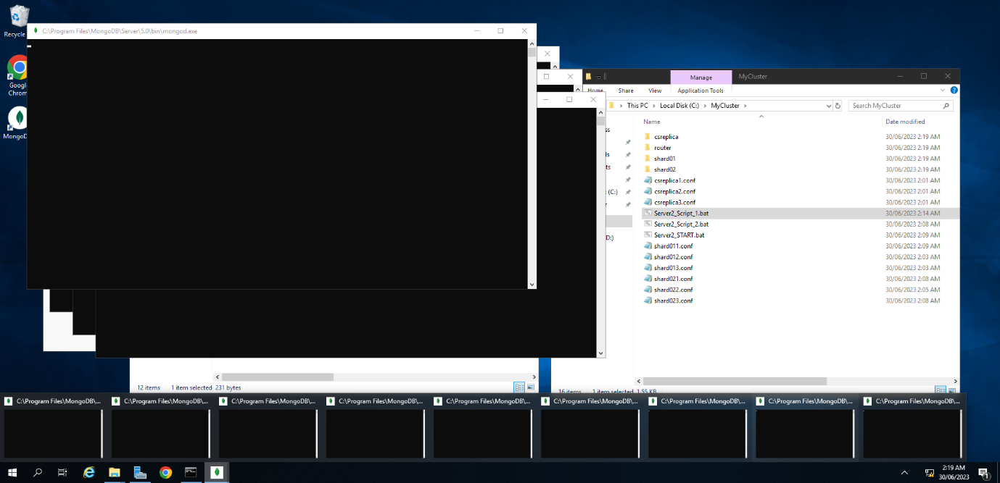 Recycle
Googl
Chrom
MongoD
C:\Program Files\MongoDB\Server\5.0\bin\mongod.exe
Manage
MyCluster
Home
Share
View
Application Tools
This PC
Local Disk (C:)
MyCluster
Search MyCluster
Name
Date modified
ss
ls
ts
(C:)
r
D:)
csreplica 30/06/2023 2:19 AM
router 30/06/2023 2:19 AM
shard01 30/06/2023 2:19 AM
shard02 30/06/2023 2:19 AM
csreplica1.conf 30/06/2023 2:01 AM
csreplica2.conf 30/06/2023 2:01 AM
csreplica3.conf 30/06/2023 2:01 AM
Server2_Script_1.bat 30/06/2023 2:14 AM
Server2_Script_2.bat 30/06/2023 2:08 AM
Server2_START.bat 30/06/2023 2:09 AM
shard011.conf 30/06/2023 2:09 AM
shard012.conf 30/06/2023 2:03 AM
shard013.conf 30/06/2023 2:03 AM
shard021.conf 30/06/2023 2:08 AM
shard022.conf 30/06/2023 2:05 AM
shard023.conf 30/06/2023 2:08 AM
12 items 1 item selected 231 bytes
16 items 1 item selected 1.55 KB
C:\Program Files\MongoDB\...
C:\Program Files\MongoDB\...
C:\Program Files\MongoDB\...
C:\Program Files\MongoDB\...
C:\Program Files\MongoDB\...
C:\Program Files\MongoDB\...
C:\Program Files\MongoDB\...
C:\Program Files\MongoDB\...
C:\Program Files\MongoDB\...
2:19 AM
30/06/2023
1